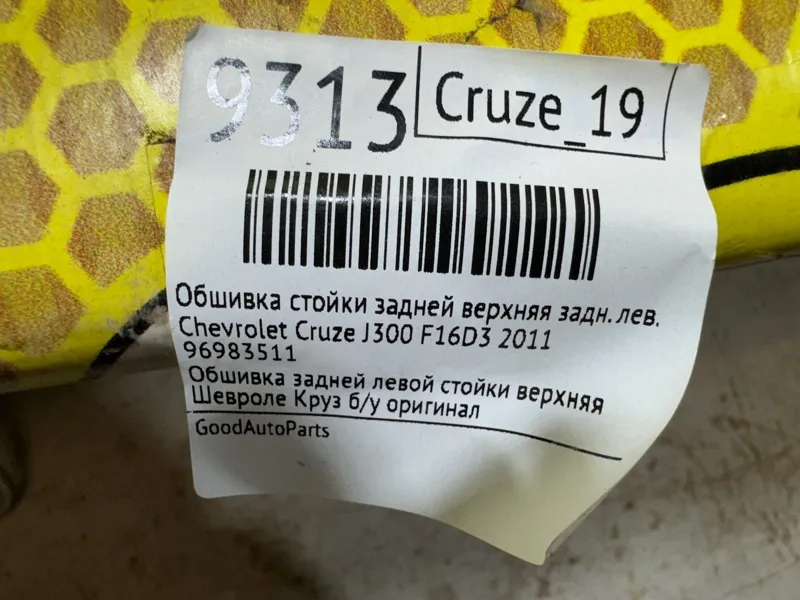 9313
Cruze_19
Обшивка стойки задней верхняя задн.лев.
Chevrolet Cruze J300 F16D3 2011
96983511
Обшивка задней левой стойки верхняя
Шевроле Круз б/у оригинал
GoodAutoParts